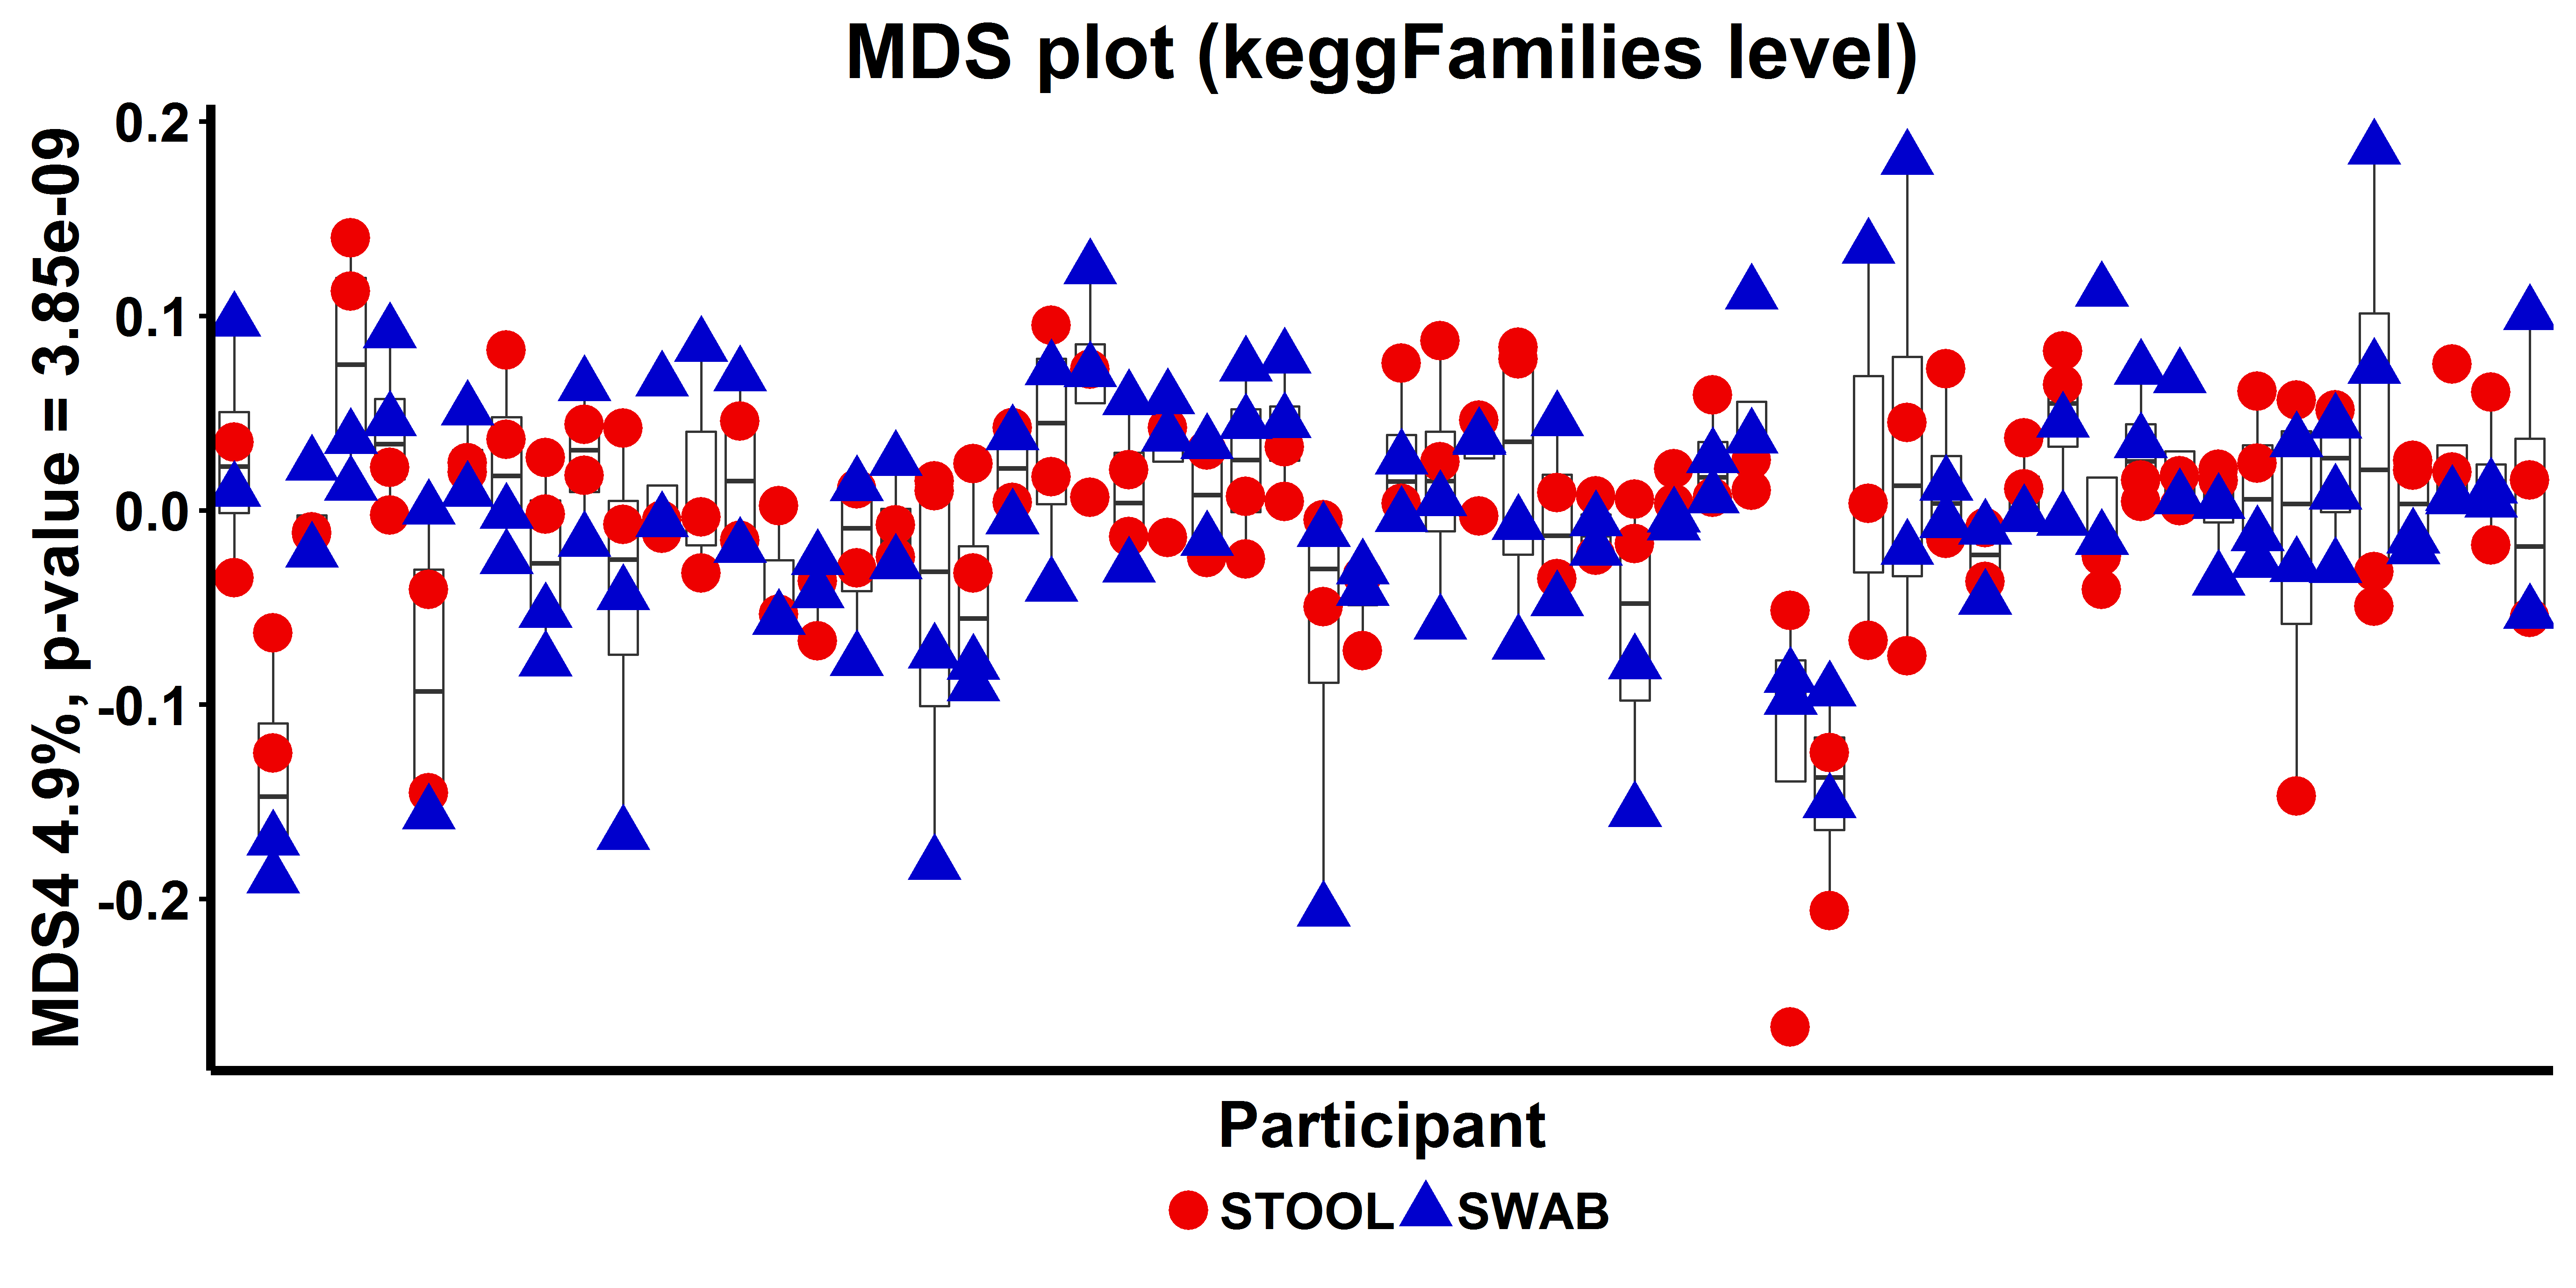 MDS plot (keggFamilies level)
MDS4 4.9%, p-value = 3.85e-09
0.2
0.1
0.0
-0.1
-0.2
Participant
STOOL SWAB